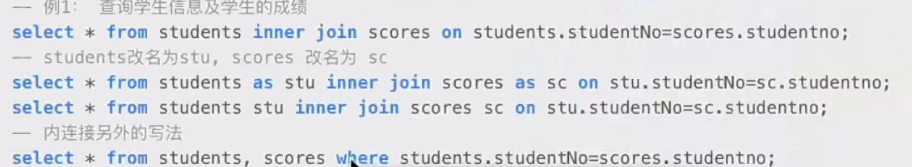 -- 例1: 查询学生信息及学生的成绩
select * from students inner join scores on students.studentNo=scores.studentno;
-- students改名为stu, scores 改名为 sc
select * from students as stu inner join scores as sc on stu.studentNo=sc.studentno;
select * from students stu inner join scores sc on stu.studentNo=sc.studentno;
-- 内连接另外的写法
select * from students, scores where students.studentNo=scores.studentno;